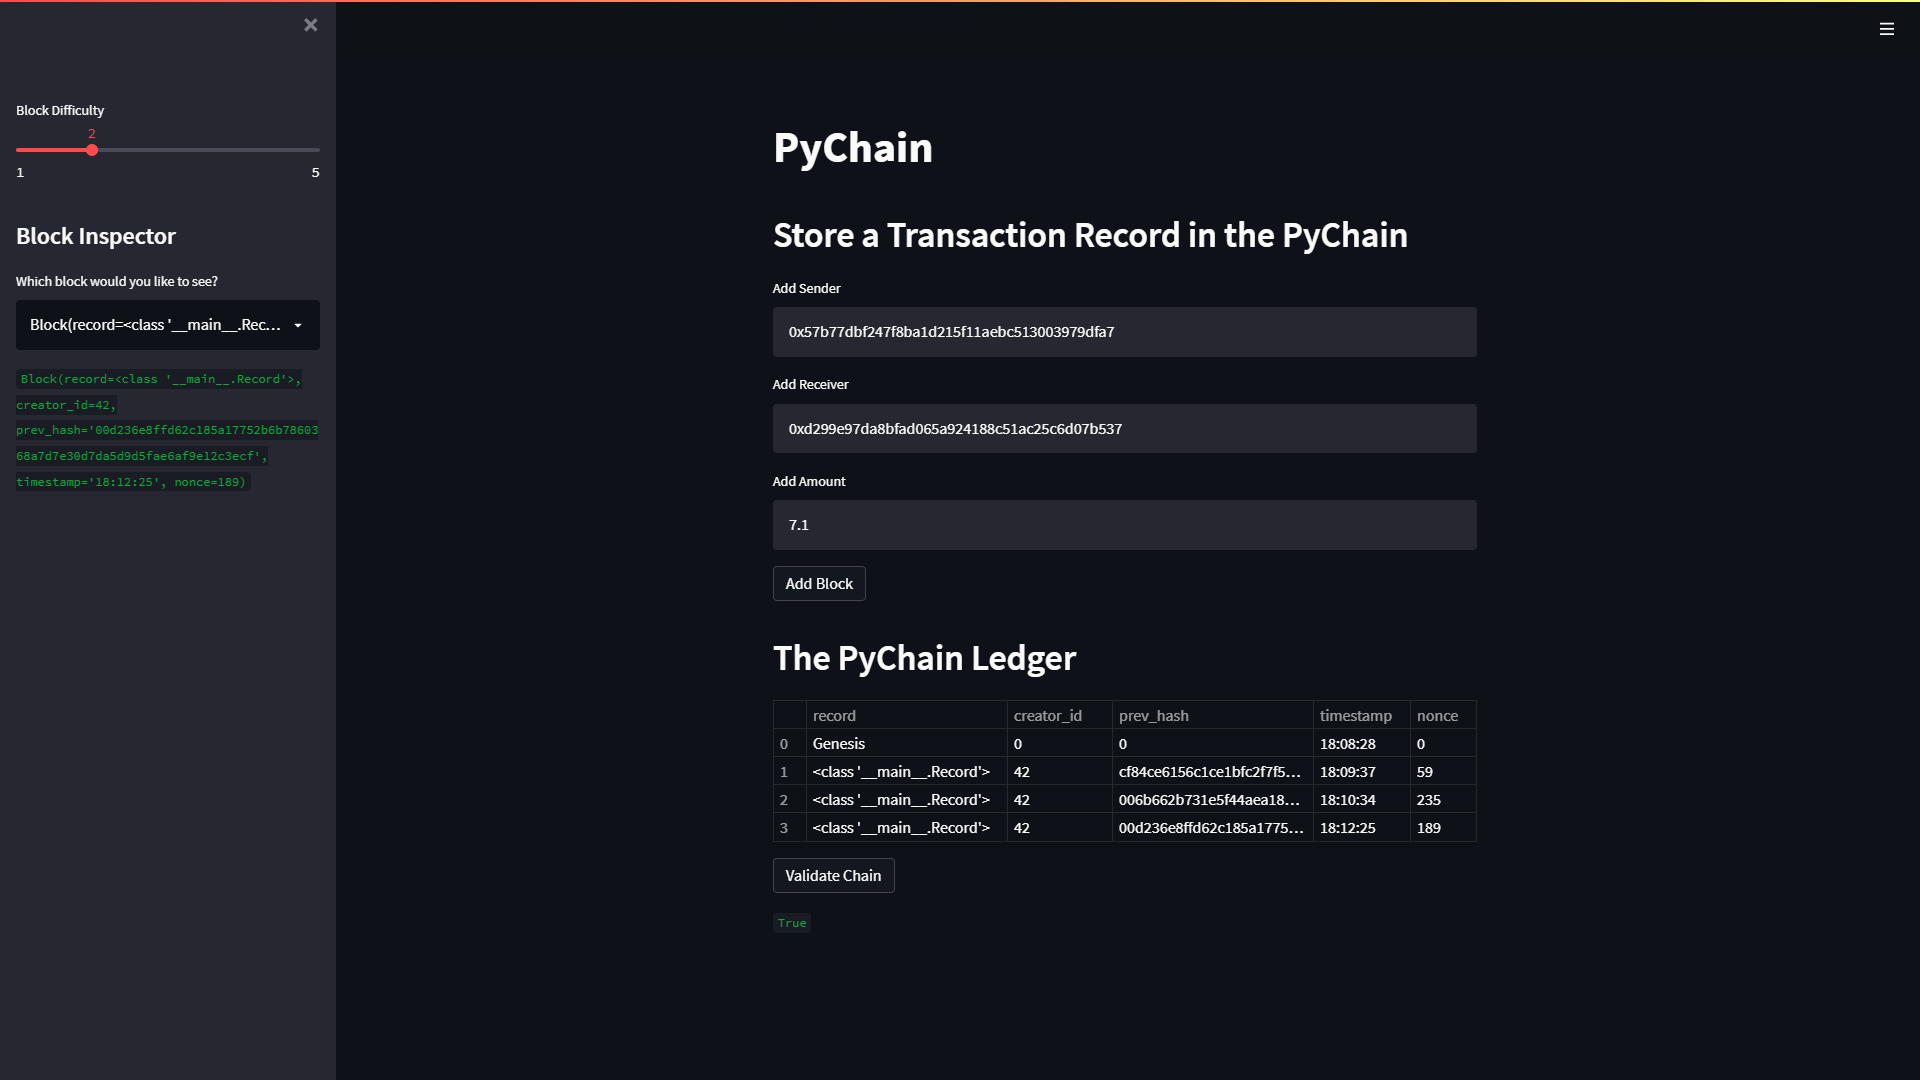 Block Difficulty
2
1 5
Block Inspector
Which block would you like to see?
Block(record=<class '__main__.Rec...
Block(record=<class '__main__.Record'>,
creator_id=42,
prev_hash='00d236e8ffd62c185a17752b6b78603
68a7d7e30d7da5d9d5fae6af9e12c3ecf',
timestamp='18:12:25', nonce=189)
PyChain
Store a Transaction Record in the PyChain
Add Sender
0x57b77dbf247f8ba1d215f11aebc513003979dfa7
Add Receiver
0xd299e97da8bfad065a924188c51ac25c6d07b537
Add Amount
7.1
Add Block
The PyChain Ledger
record creator_id prev_hash timestamp nonce
0 Genesis 0 0 18:08:28 0
1 <class '__main__.Record'> 42 cf84ce6156c1ce1bfc2f7f5... 18:09:37 59
2 <class '__main__.Record'> 42 006b662b731e5f44aea18... 18:10:34 235
3 <class '__main__.Record'> 42 00d236e8ffd62c185a1775... 18:12:25 189
Validate Chain
True